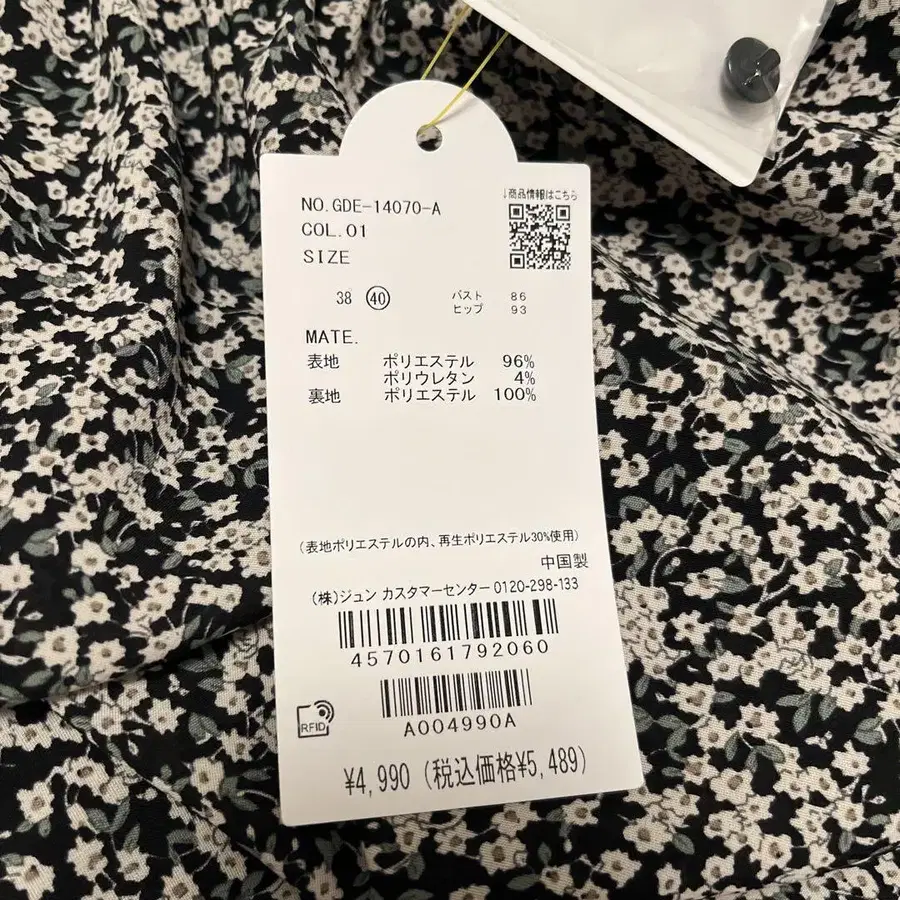 NO.GDE-14070-A
COL.01
SIZE
↓商品情報はこちら
38 ㊵
バスト 86
ヒップ 93
MATE.
表地 ポリエステル 96%
ポリウレタン 4%
裏地 ポリエステル 100%
(表地ポリエステルの内、再生ポリエステル30%使用)
中国製
(株)ジュン カスタマーセンター 0120-298-133
4570161792060
A004990A
RFID
¥4,990 (税込価格¥5,489)